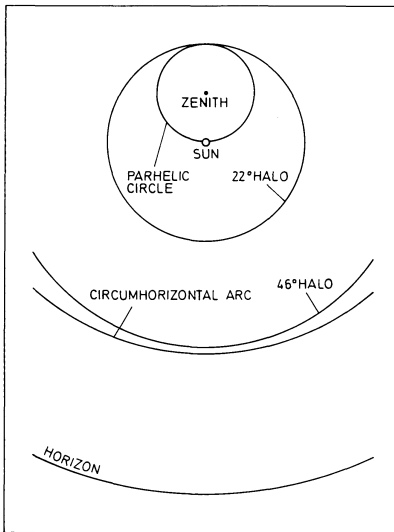 ZENITH
SUN
PARHELIC
CIRCLE
22° HALO
46° HALO
CIRCUMHORIZONTAL ARC
HORIZON